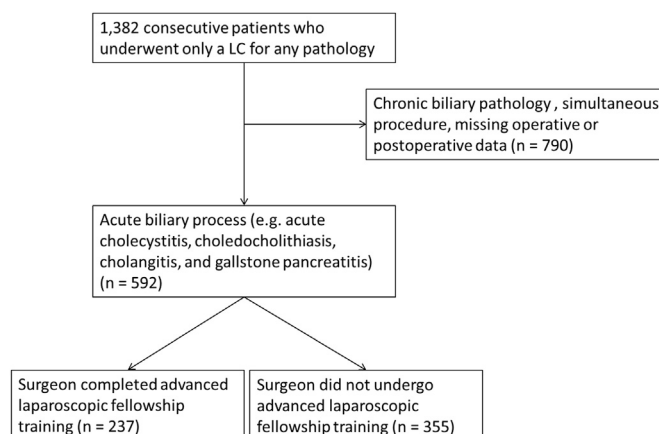 1,382 consecutive patients who
underwent only a LC for any pathology
Chronic biliary pathology , simultaneous
procedure, missing operative or
postoperative data (n = 790)
Acute biliary process (e.g. acute
cholecystitis, choledocholithiasis,
cholangitis, and gallstone pancreatitis)
(n = 592)
Surgeon completed advanced
laparoscopic fellowship
training (n = 237)
Surgeon did not undergo
advanced laparoscopic
fellowship training (n = 355)